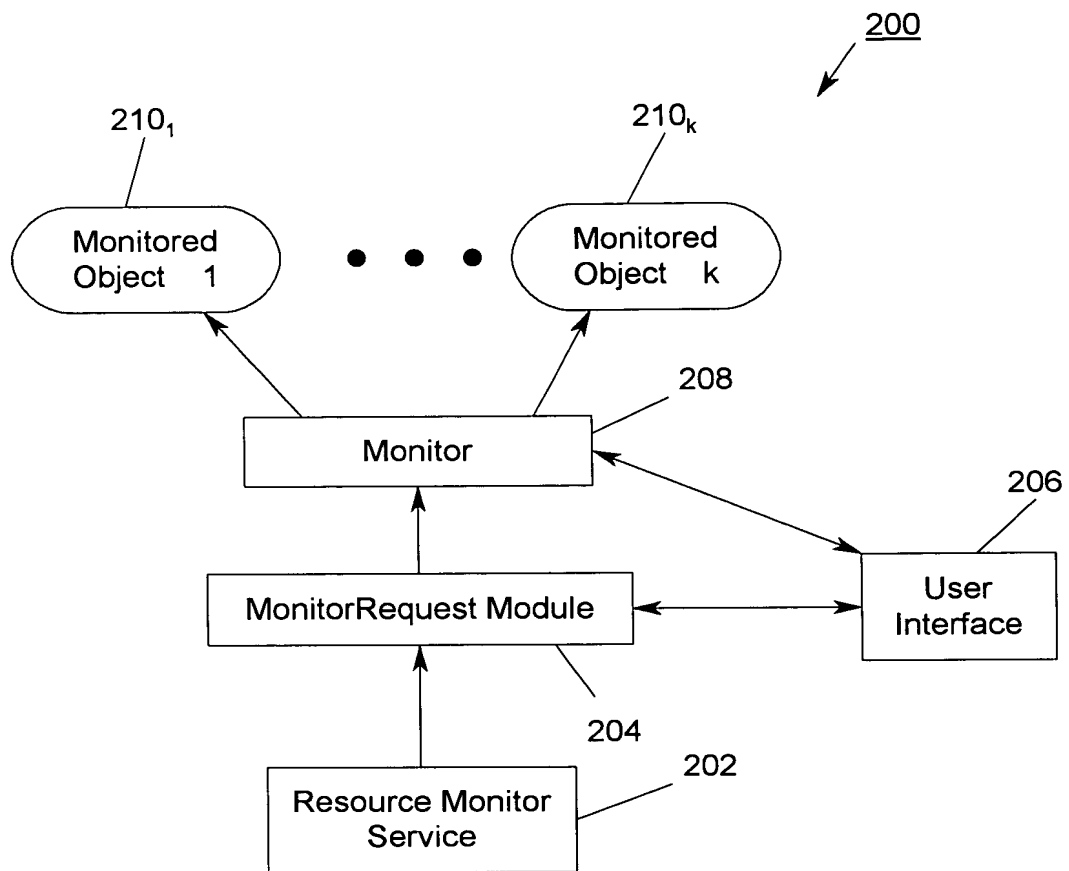 200
210₁
210ₖ
Monitored
Object 1
Monitored
Object k
208
Monitor
206
User
Interface
MonitorRequest Module
204
202
Resource Monitor
Service